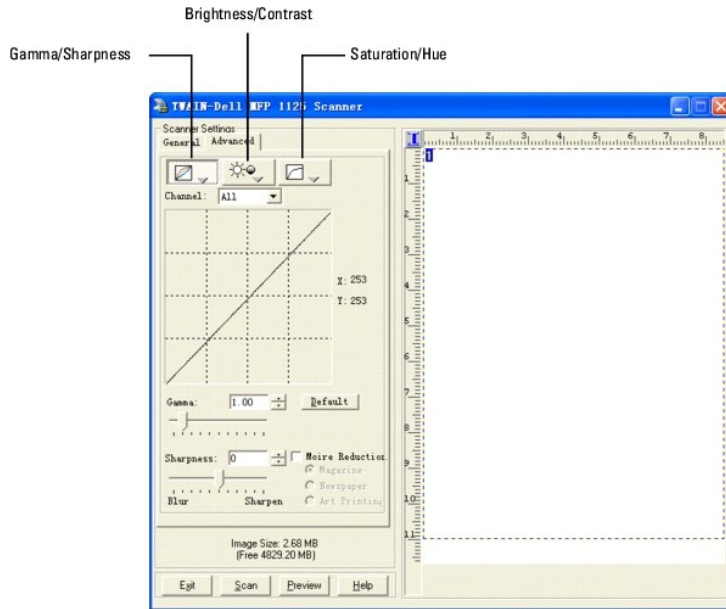 Brightness/Contrast
Gamma/Sharpness
Saturation/Hue
TWAIN-Dell MFP 1125 Scanner
Scanner Settings
General Advanced
Channel: All
X: 253
Y: 253
Gamma: 1.00 Default
Sharpness: 0 Moire Reduction
Magazine
Newspaper
Art Printing
Blur Sharpen
Image Size: 2.68 MB
(Free 4829.20 MB)
Exit Scan Preview Help
1 2 3 4 5 6 7 8
1
1
2
3
4
5
6
7
8
9
10
11